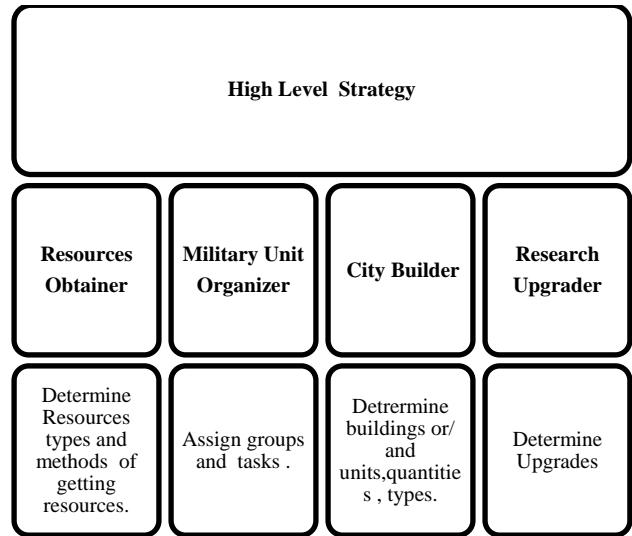 High Level  Strategy
Resources
Obtainer
Military Unit
Organizer
City Builder
Research
Upgrader
Determine
Resources
types and
methods  of
getting
resources.
Assign groups
and  tasks .
Detrermine
buildings or/
and
units,quantitie
s , types.
Determine
Upgrades